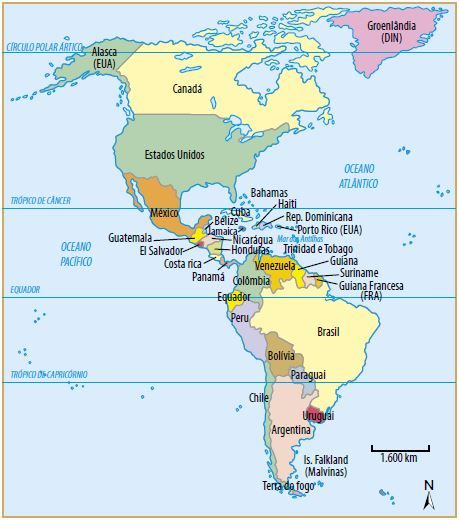 Groenlândia
(DIN)
CÍRCULO POLAR ÁRTICO
Alasca
(EUA)
Canadá
Estados Unidos
OCEANO
ATLÂNTICO
TRÓPICO DE CÂNCER
Bahamas
México
Cuba
Haiti
Belize
Rep. Dominicana
Jamaica
Porto Rico (EUA)
Guatemala
Nicarágua
Mar das Antilhas
OCEANO
PACÍFICO
El Salvador
Hondufas
Trinidad e Tobago
Costa rica
Venezuela
Guiana
Panamá
Suriname
Colômbia
Guiana Francesa
(FRA)
EQUADOR
Equador
Peru
Brasil
Bolívia
TRÓPICO DE CAPRICÓRNIO
Paraguai
Chile
Uruguai
Argentina
1.600 km
Is. Falkland
(Malvinas)
Terra do fogo
N